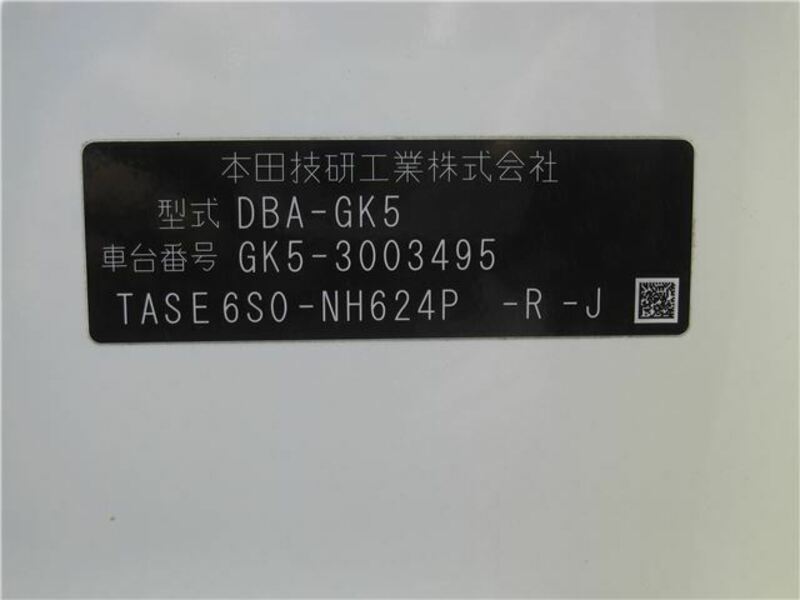 本田技研工業株式会社
型式 DBA-GK5
車台番号 GK5-3003495
TASE6S0-NH624P -R-J